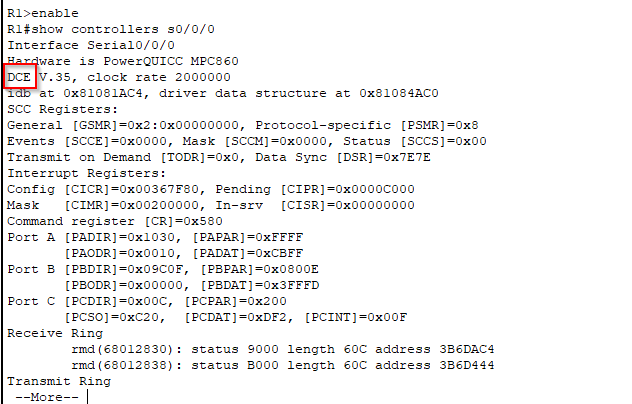 R1>enable
R1#show controllers s0/0/0
Interface Serial0/0/0
Hardware is PowerQUICC MPC860
DCE V.35, clock rate 2000000
idb at 0x81081AC4, driver data structure at 0x81084AC0
SCC Registers:
General [GSMR]=0x2:0x00000000, Protocol-specific [PSMR]=0x8
Events [SCCE]=0x0000, Mask [SCCM]=0x0000, Status [SCCS]=0x00
Transmit on Demand [TODR]=0x0, Data Sync [DSR]=0x7E7E
Interrupt Registers:
Config [CICR]=0x00367F80, Pending [CIPR]=0x0000C000
Mask   [CIMR]=0x00200000, In-srv  [CISR]=0x00000000
Command register [CR]=0x580
Port A [PADIR]=0x1030, [PAPAR]=0xFFFF
       [PAODR]=0x0010, [PADAT]=0xCBFF
Port B [PBDIR]=0x09C0F, [PBPAR]=0x0800E
       [PBODR]=0x00000, [PBDAT]=0x3FFFD
Port C [PCDIR]=0x00C, [PCPAR]=0x200
       [PCSO]=0xC20,  [PCDAT]=0xDF2, [PCINT]=0x00F
Receive Ring
        rmd(68012830): status 9000 length 60C address 3B6DAC4
        rmd(68012838): status B000 length 60C address 3B6D444
Transmit Ring
 --More--